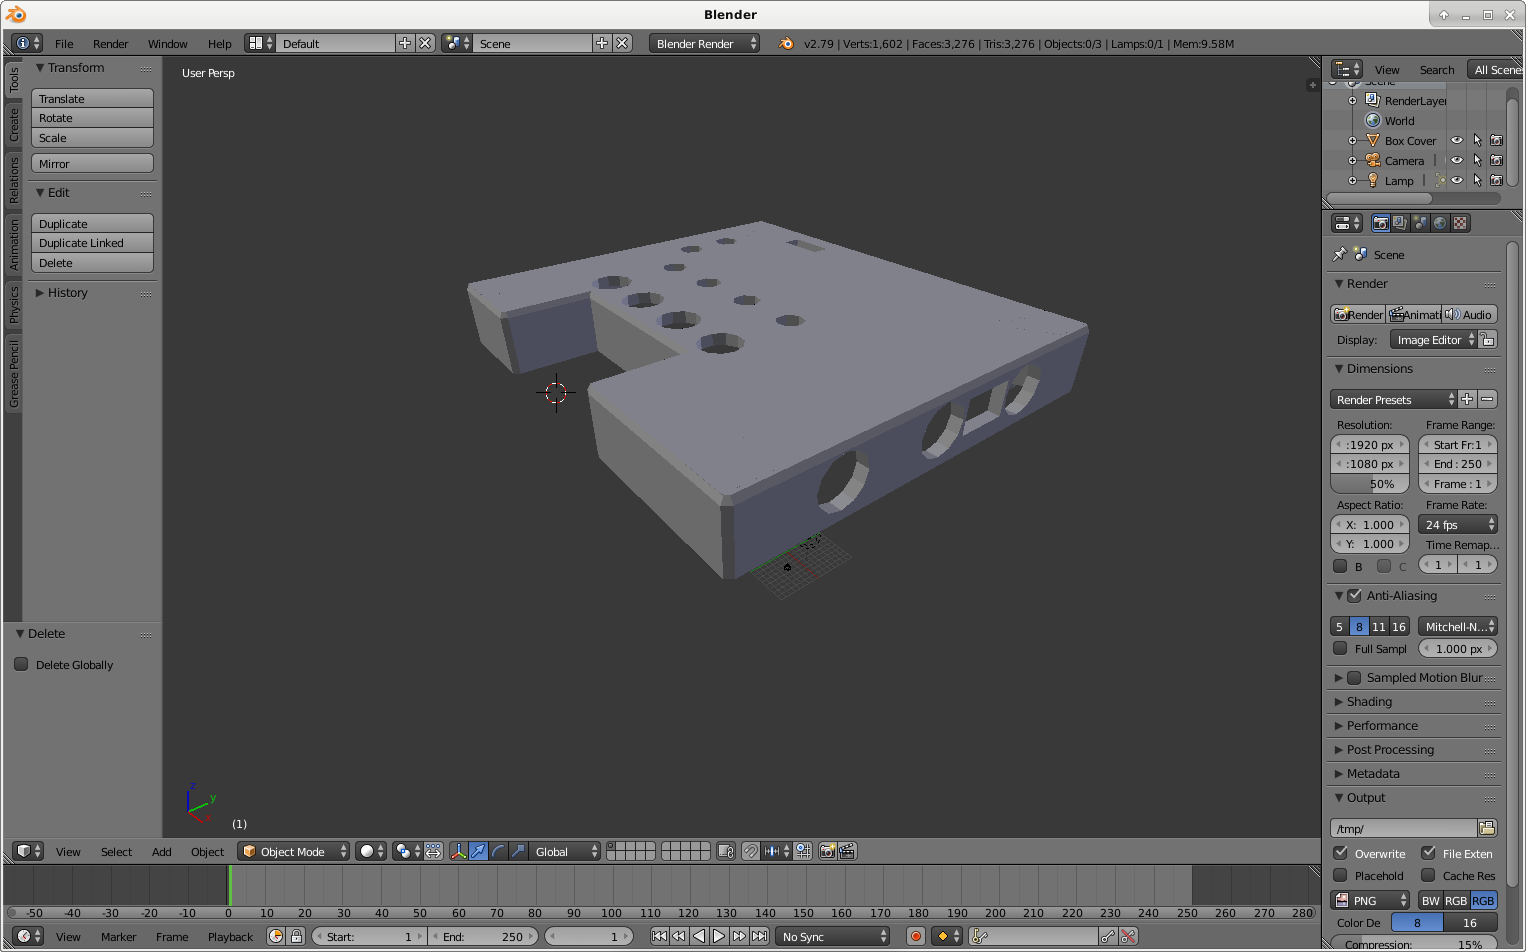 Blender
File Render Window Help Default Scene Blender Render v2.79 | Verts:1,602 | Faces:3,276 | Tris:3,276 | Objects:0/3 | Lamps:0/1 | Mem:9.58M
Tools
Create
Relations
Animation
Physics
Grease Pencil
Transform
Translate
Rotate
Scale
Mirror
Edit
Duplicate
Duplicate Linked
Delete
History
Delete
Delete Globally
User Persp
z
y
x
(1)
View Select Add Object Object Mode Global
-50 -40 -30 -20 -10 0 10 20 30 40 50 60 70 80 90 100 110 120 130 140 150 160 170 180 190 200 210 220 230 240 250 260 270 280
View Marker Frame Playback Start: 1 End: 250 1 No Sync
View Search All Scenes
Scene
RenderLayer
World
Box Cover
Camera
Lamp
Scene
Render
Render Animati Audio
Display: Image Editor
Dimensions
Render Presets
Resolution: Frame Range:
:1920 px Start Fr:1
:1080 px End : 250
50% Frame : 1
Aspect Ratio: Frame Rate:
X: 1.000 24 fps
Y: 1.000 Time Remap...
B C 1 1
Anti-Aliasing
5 8 11 16 Mitchell-N...
Full Sampl 1.000 px
Sampled Motion Blur
Shading
Performance
Post Processing
Metadata
Output
/tmp/
Overwrite File Exten
Placehold Cache Res
PNG BW RGB RGB
Color De 8 16
Compression: 15%